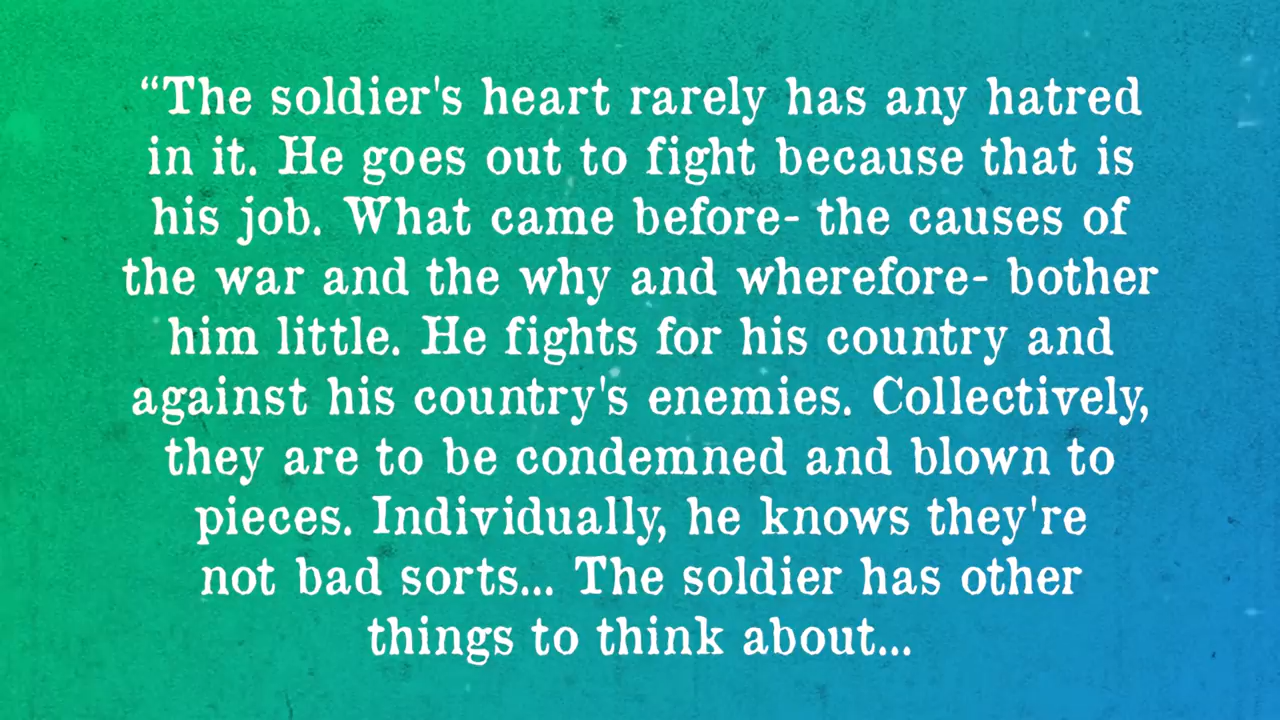 “The soldier's heart rarely has any hatred
in it. He goes out to fight because that is
his job. What came before- the causes of
the war and the why and wherefore- bother
him little. He fights for his country and
against his country's enemies. Collectively,
they are to be condemned and blown to
pieces. Individually, he knows they're
not bad sorts... The soldier has other
things to think about...